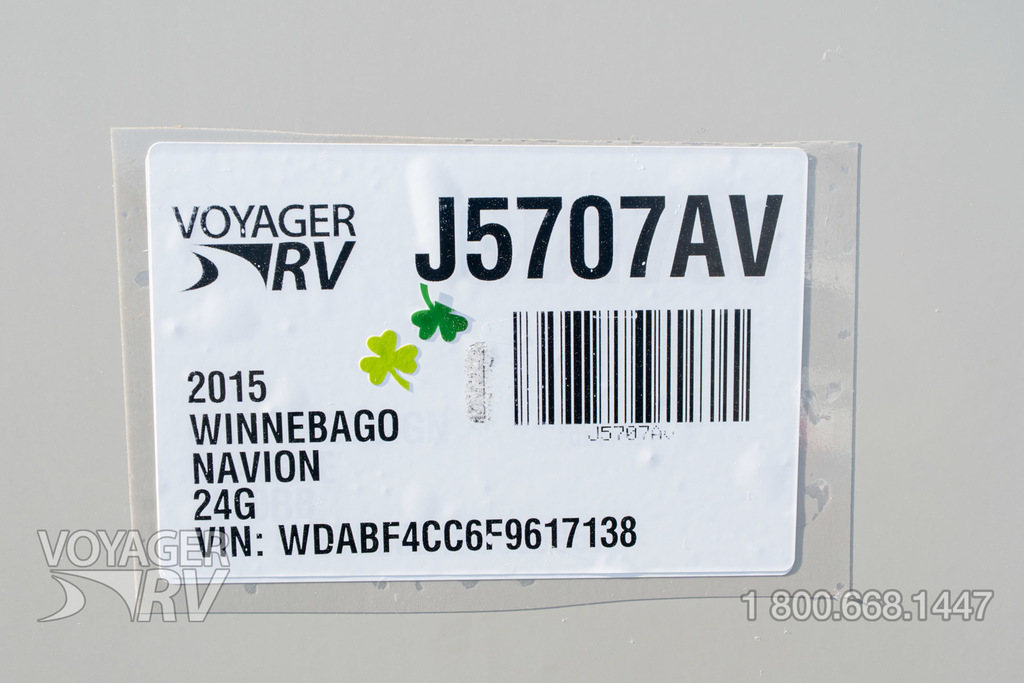 VOYAGER
RV
J5707AV
J5707AV
2015
WINNEBAGO
NAVION
24G
VIN: WDABF4CC6F9617138
VOYAGER
RV
1 800.668.1447